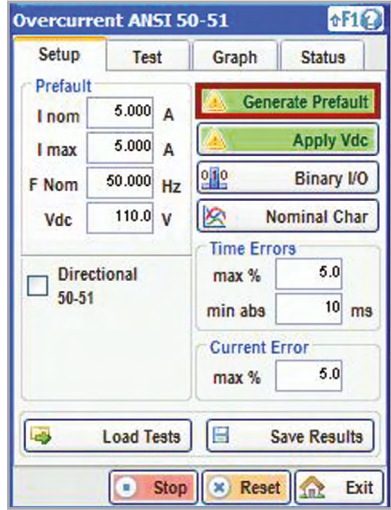 Overcurrent ANSI 50-51 ⇧F1
Setup Test Graph Status
Prefault
I nom 5.000 A
I max 5.000 A
F Nom 50.000 Hz
Vdc 110.0 V
Directional
50-51
Generate Prefault
Apply Vdc
Binary I/O
Nominal Char
Time Errors
max % 5.0
min abs 10 ms
Current Error
max % 5.0
Load Tests Save Results
Stop Reset Exit